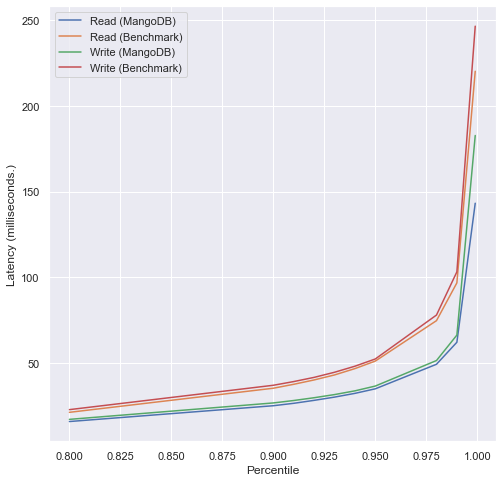 Read (MangoDB)
Read (Benchmark)
Write (MangoDB)
Write (Benchmark)
250
200
150
100
50
Latency (milliseconds.)
0.800 0.825 0.850 0.875 0.900 0.925 0.950 0.975 1.000
Percentile